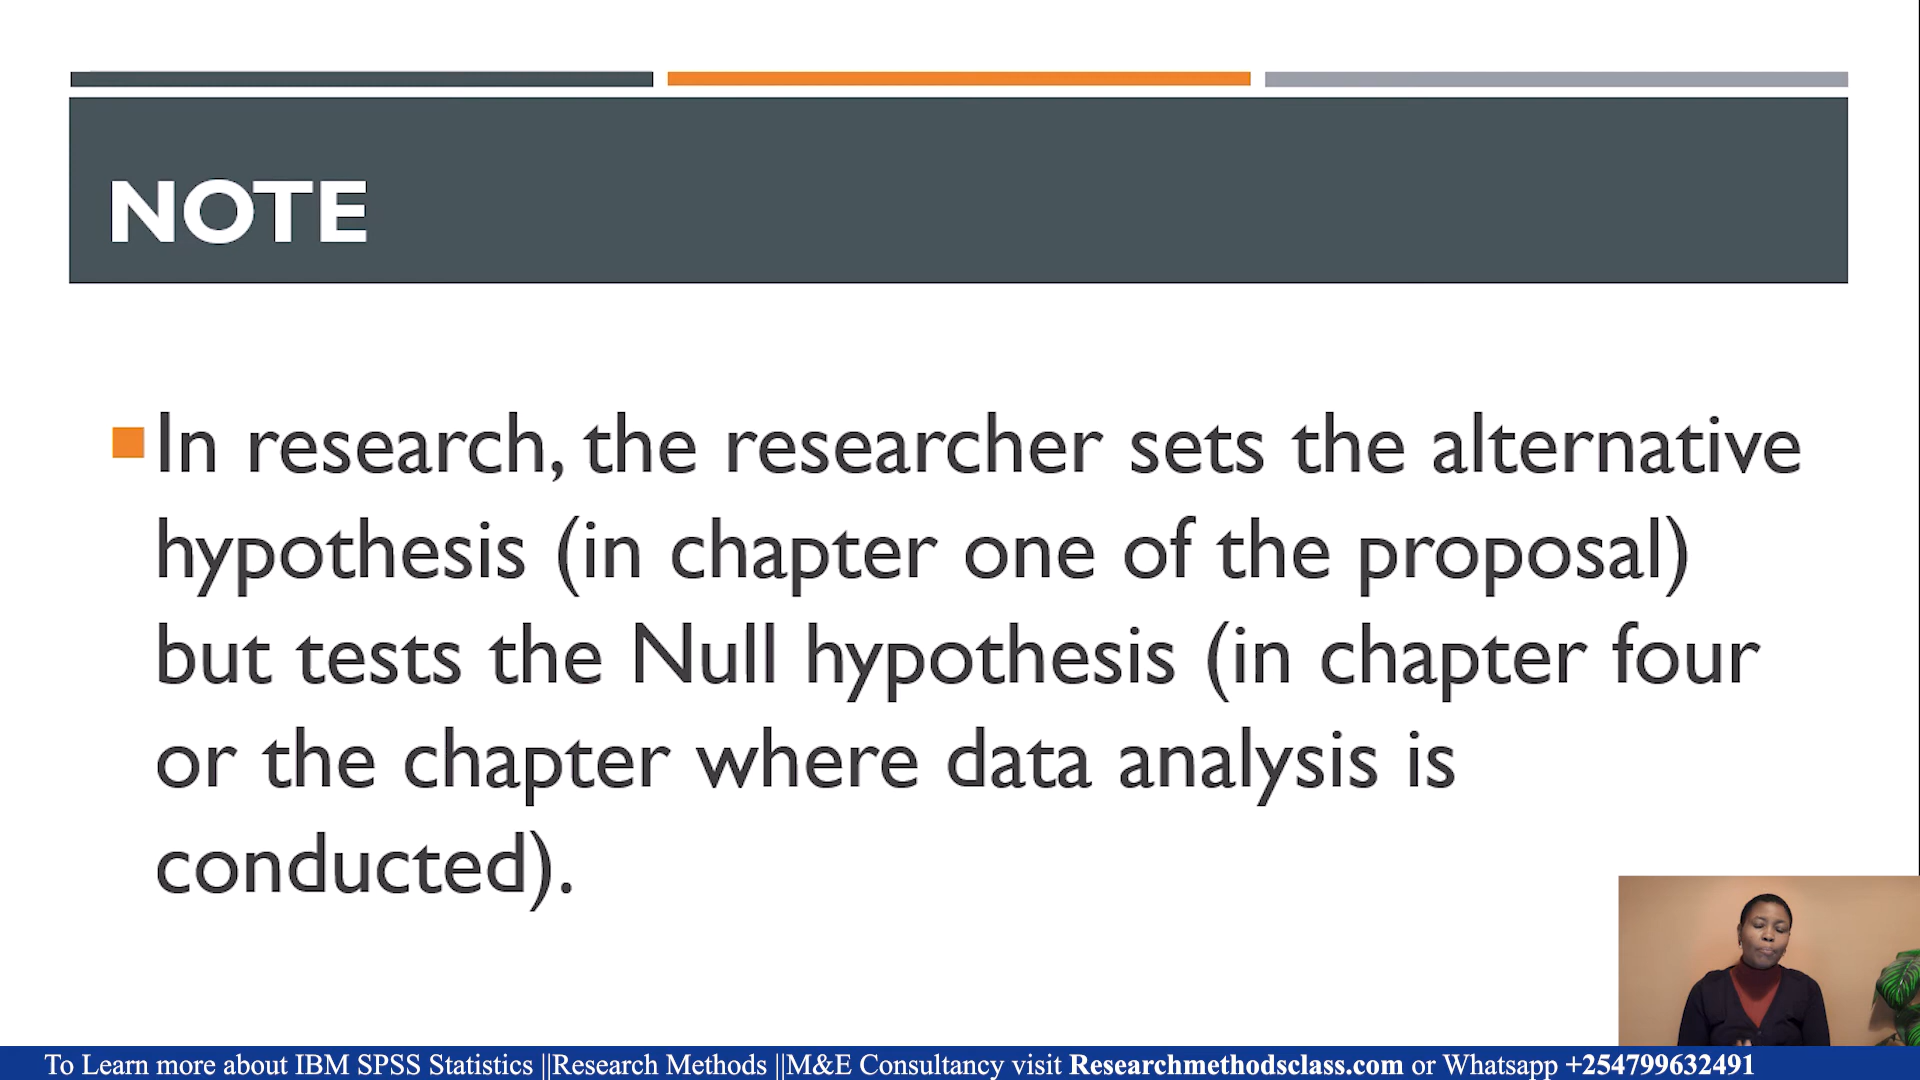 NOTE
In research, the researcher sets the alternative
hypothesis (in chapter one of the proposal)
but tests the Null hypothesis (in chapter four
or the chapter where data analysis is
conducted).
To Learn more about IBM SPSS Statistics ||Research Methods ||M&E Consultancy visit Researchmethodsclass.com or Whatsapp +254799632491